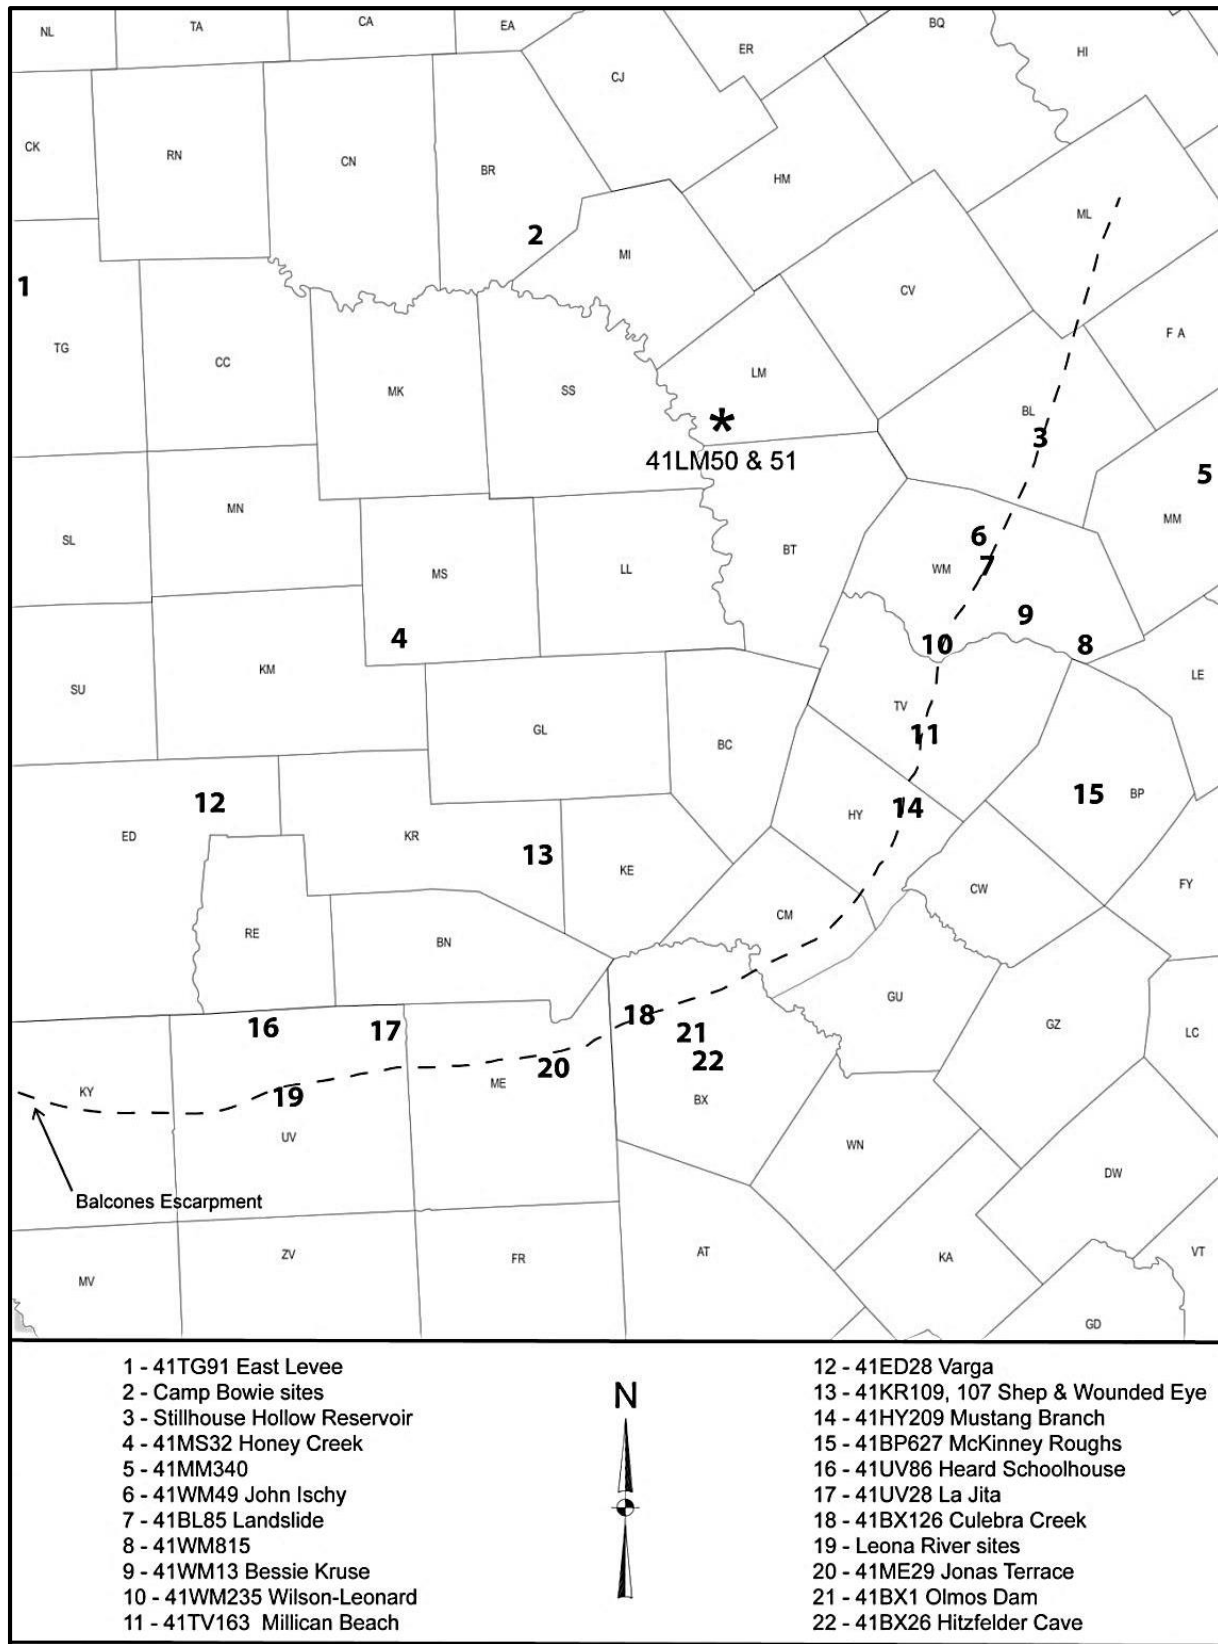 NL
TA
CA
EA
ER
BQ
HI
CJ
CK
RN
CN
BR
HM
ML
2
MI
1
CV
TG
CC
MK
SS
LM
F A
BL
3
*
41LM50 & 51
5
MM
SL
MN
MS
LL
BT
6
WM
7
9
4
10
8
SU
KM
LE
TV
11
GL
BC
12
ED
KR
13
KE
HY
14
15
BP
FY
RE
BN
CM
CW
16
17
18
21
22
GU
GZ
LC
KY
19
ME
20
BX
UV
WN
DW
Balcones Escarpment
MV
ZV
FR
AT
KA
VT
GD
1 - 41TG91 East Levee
2 - Camp Bowie sites
3 - Stillhouse Hollow Reservoir
4 - 41MS32 Honey Creek
5 - 41MM340
6 - 41WM49 John Ischy
7 - 41BL85 Landslide
8 - 41WM815
9 - 41WM13 Bessie Kruse
10 - 41WM235 Wilson-Leonard
11 - 41TV163 Millican Beach
N
12 - 41ED28 Varga
13 - 41KR109, 107 Shep & Wounded Eye
14 - 41HY209 Mustang Branch
15 - 41BP627 McKinney Roughs
16 - 41UV86 Heard Schoolhouse
17 - 41UV28 La Jita
18 - 41BX126 Culebra Creek
19 - Leona River sites
20 - 41ME29 Jonas Terrace
21 - 41BX1 Olmos Dam
22 - 41BX26 Hitzfelder Cave